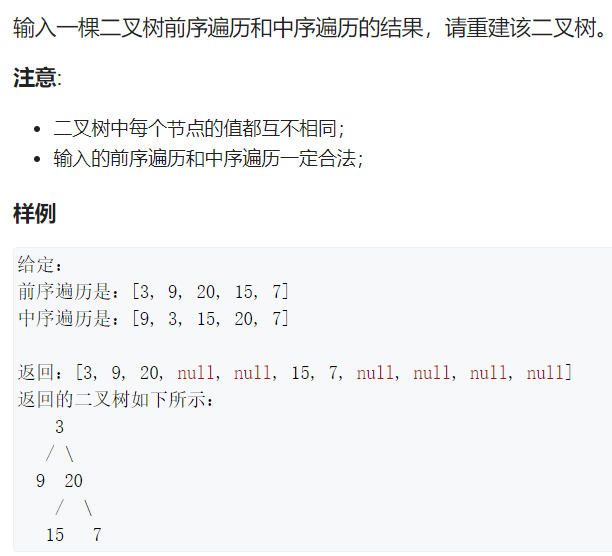 输入一棵二叉树前序遍历和中序遍历的结果，请重建该二叉树。
注意:
• 二叉树中每个节点的值都互不相同；
• 输入的前序遍历和中序遍历一定合法；
样例
给定：
前序遍历是：[3, 9, 20, 15, 7]
中序遍历是：[9, 3, 15, 20, 7]
返回：[3, 9, 20, null, null, 15, 7, null, null, null, null]
返回的二叉树如下所示：
3
/ \
9 20
/ \
15 7